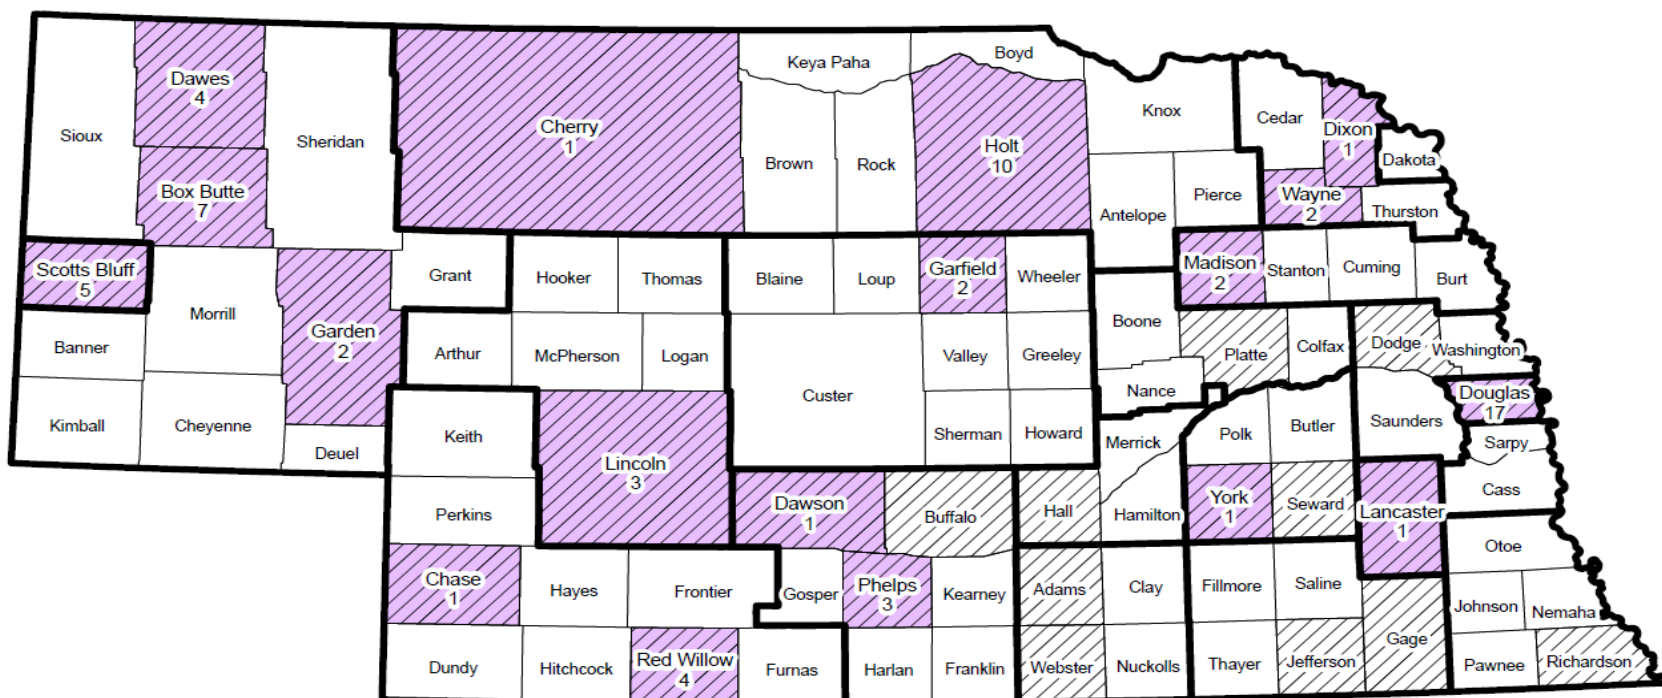 Dawes
4
Sioux
Sheridan
Box Butte
7
Cherry
1
Keya Paha
Boyd
Brown
Rock
Holt
10
Knox
Cedar
Dixon
1
Dakota
Antelope
Pierce
Wayne
2
Thurston
Scotts Bluff
5
Morrill
Garden
2
Grant
Hooker
Thomas
Blaine
Loup
Garfield
2
Wheeler
Madison
2
Stanton
Cuming
Burt
Banner
Arthur
McPherson
Logan
Custer
Valley
Greeley
Boone
Platte
Colfax
Dodge
Washington
Nance
Kimball
Cheyenne
Deuel
Keith
Lincoln
3
Sherman
Howard
Merrick
Polk
Butler
Saunders
Douglas
17
Sarpy
Perkins
Dawson
1
Buffalo
Hall
Hamilton
York
1
Seward
Lancaster
1
Cass
Otoe
Chase
1
Hayes
Frontier
Gosper
Phelps
3
Kearney
Adams
Clay
Fillmore
Saline
Johnson
Nemaha
Dundy
Hitchcock
Red Willow
4
Furnas
Harlan
Franklin
Webster
Nuckolls
Thayer
Jefferson
Gage
Pawnee
Richardson